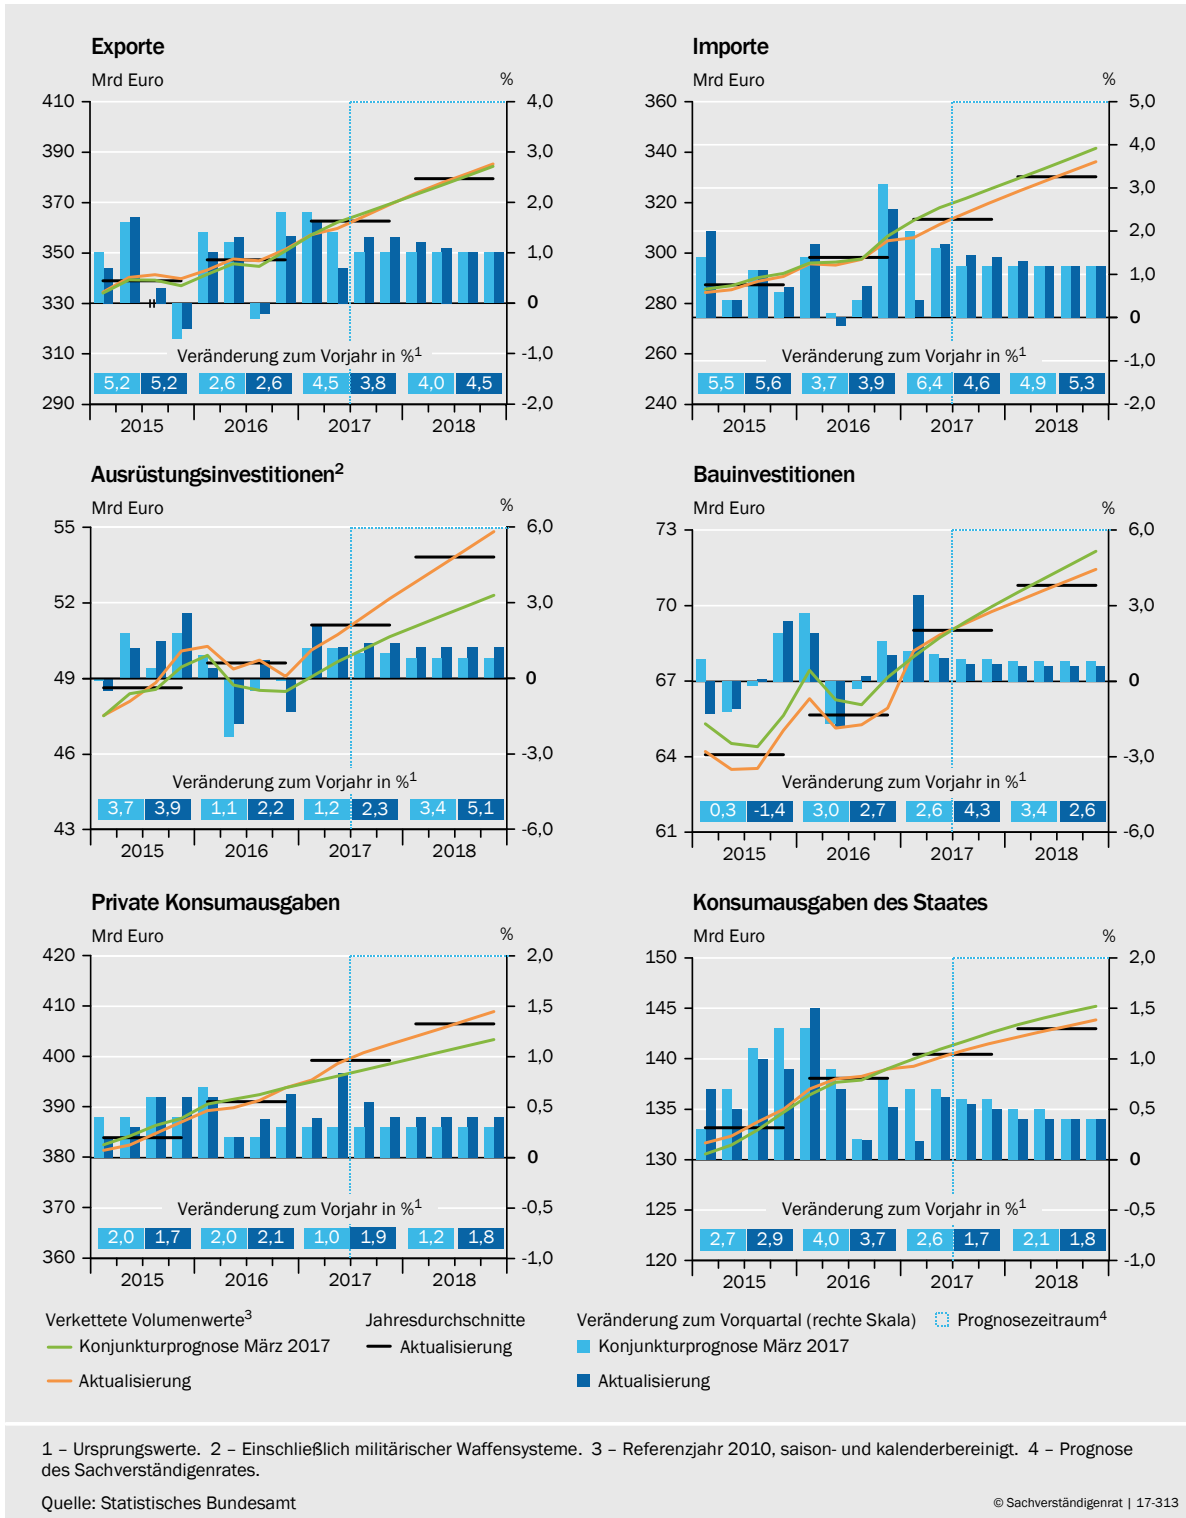 Exporte
Mrd Euro %
410 4,0
390 3,0
370 2,0
350 1,0
330 0
310 -1,0
290 -2,0
Veränderung zum Vorjahr in %1
5,2 5,2 2,6 2,6 4,5 3,8 4,0 4,5
2015 2016 2017 2018
Importe
Mrd Euro %
360 5,0
340 4,0
320 3,0
300 2,0
280 1,0
260 0
240 -1,0
-2,0
Veränderung zum Vorjahr in %1
5,5 5,6 3,7 3,9 6,4 4,6 4,9 5,3
2015 2016 2017 2018
Ausrüstungsinvestitionen2
Mrd Euro %
55 6,0
52 3,0
49 0
46 -3,0
43 -6,0
Veränderung zum Vorjahr in %1
3,7 3,9 1,1 2,2 1,2 2,3 3,4 5,1
2015 2016 2017 2018
Bauinvestitionen
Mrd Euro %
73 6,0
70 3,0
67 0
64 -3,0
61 -6,0
Veränderung zum Vorjahr in %1
0,3 -1,4 3,0 2,7 2,6 4,3 3,4 2,6
2015 2016 2017 2018
Private Konsumausgaben
Mrd Euro %
420 2,0
410 1,5
400 1,0
390 0,5
380 0
370 -0,5
360 -1,0
Veränderung zum Vorjahr in %1
2,0 1,7 2,0 2,1 1,0 1,9 1,2 1,8
2015 2016 2017 2018
Konsumausgaben des Staates
Mrd Euro %
150 2,0
145 1,5
140 1,0
135 0,5
130 0
125 -0,5
120 -1,0
Veränderung zum Vorjahr in %1
2,7 2,9 4,0 3,7 2,6 1,7 2,1 1,8
2015 2016 2017 2018
Verkettete Volumenwerte3 Jahresdurchschnitte Veränderung zum Vorquartal (rechte Skala) Prognosezeitraum4
Konjunkturprognose März 2017 Aktualisierung Konjunkturprognose März 2017
Aktualisierung Aktualisierung
1 – Ursprungswerte. 2 – Einschließlich militärischer Waffensysteme. 3 – Referenzjahr 2010, saison- und kalenderbereinigt. 4 – Prognose
des Sachverständigenrates.
Quelle: Statistisches Bundesamt
© Sachverständigenrat | 17-313